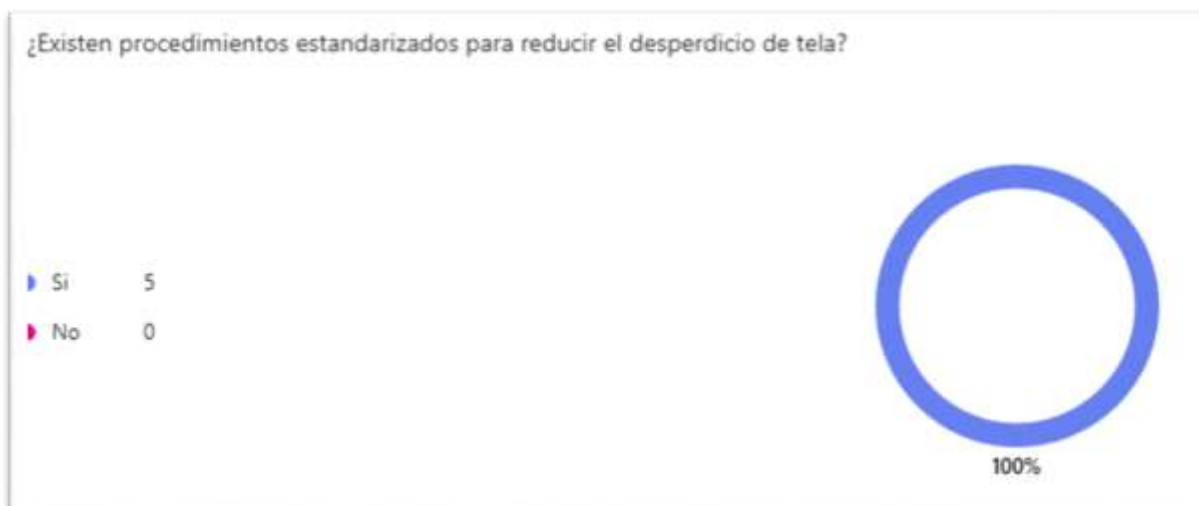 ¿Existen procedimientos estandarizados para reducir el desperdicio de tela?
Si 5
No 0
100%